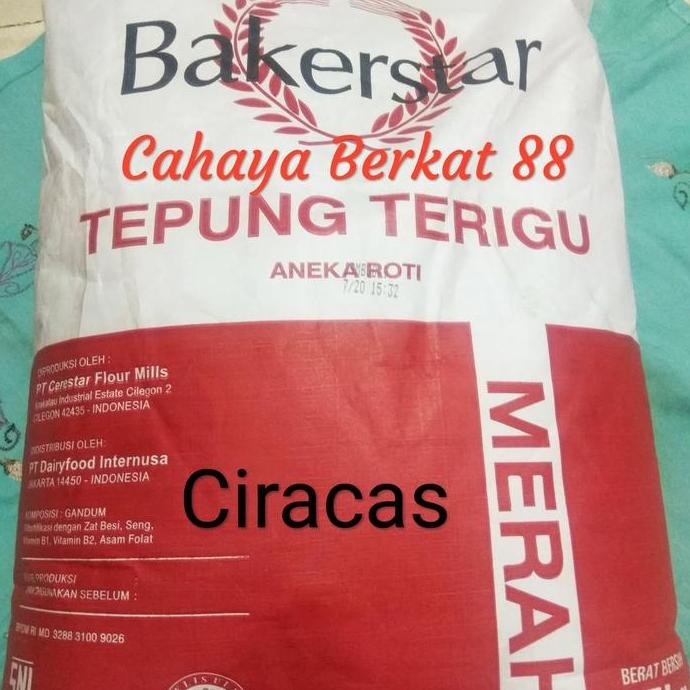 Bakerstar
Cahaya Berkat 88
TEPUNG TERIGU
ANEKA ROTI
7/20 15:32
DIPRODUKSI OLEH :
PT Cerestar Flour Mills
Krakatau Industrial Estate Cilegon 2
CILEGON 42435 - INDONESIA
DIDISTRIBUSI OLEH:
PT Dairyfood Internusa
JAKARTA 14450 - INDONESIA
KOMPOSISI : GANDUM
Difortifikasi dengan Zat Besi, Seng,
Vitamin B1, Vitamin B2, Asam Folat
PRODUKSI
DIGUNAKAN SEBELUM :
BPOM RI MD 3288 3100 9026
SNI
Ciracas
MERAH
BERAT BERSIH